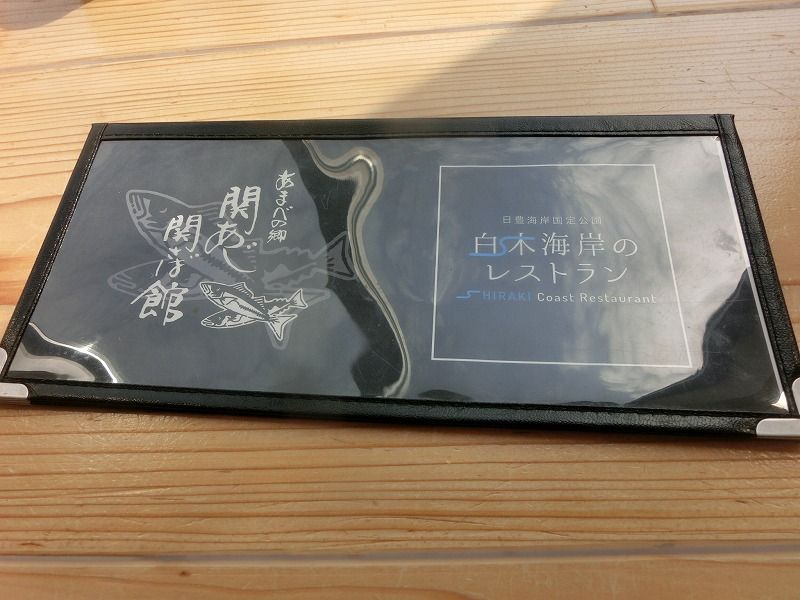 あまべの郷
関あじ
関さば館
日豊海岸国定公園
白木海岸の
レストラン
SHIRAKI Coast Restaurant